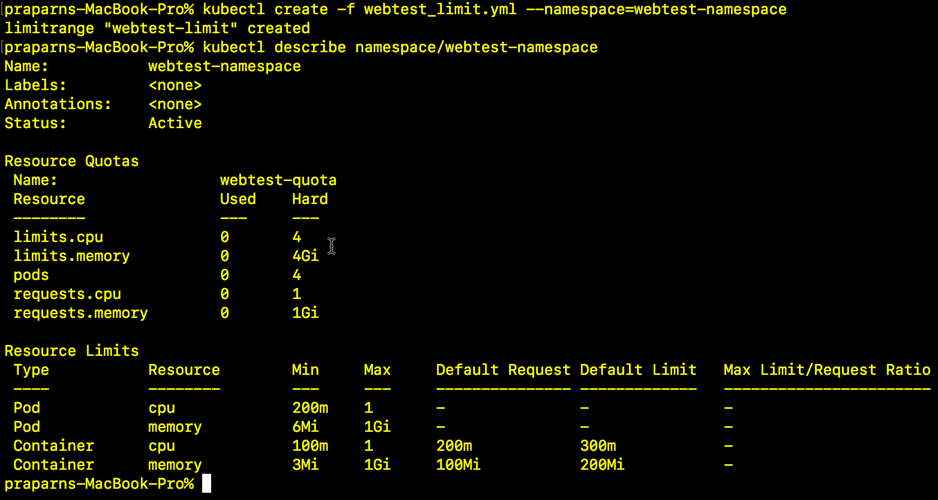 praparns-MacBook-Pro% kubectl create -f webtest_limit.yml --namespace=webtest-namespace
limitrange "webtest-limit" created
praparns-MacBook-Pro% kubectl describe namespace/webtest-namespace
Name: webtest-namespace
Labels: <none>
Annotations: <none>
Status: Active
Resource Quotas
Name: webtest-quota
Resource Used Hard
-------- --- ---
limits.cpu 0 4
limits.memory 0 4Gi
pods 0 4
requests.cpu 0 1
requests.memory 0 1Gi
Resource Limits
Type Resource Min Max Default Request Default Limit Max Limit/Request Ratio
---- -------- --- --- --------------- ------------- -----------------------
Pod cpu 200m 1 - - -
Pod memory 6Mi 1Gi - - -
Container cpu 100m 1 200m 300m -
Container memory 3Mi 1Gi 100Mi 200Mi -
praparns-MacBook-Pro%